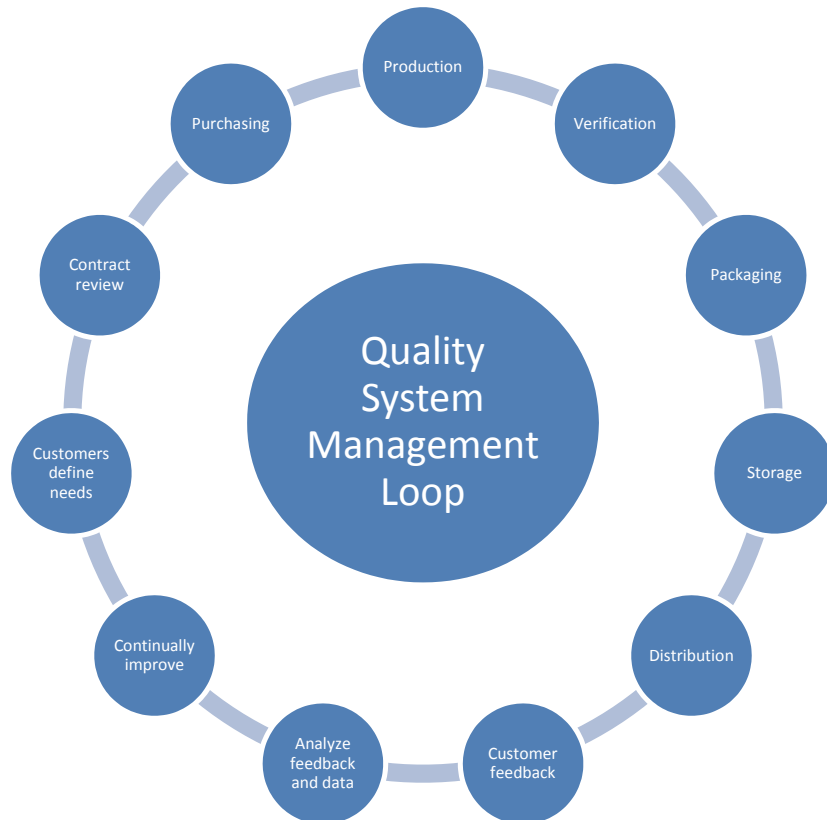 Production
Verification
Packaging
Storage
Distribution
Customer
feedback
Analyze
feedback
and data
Continually
improve
Customers
define
needs
Contract
review
Purchasing
Quality
System
Management
Loop